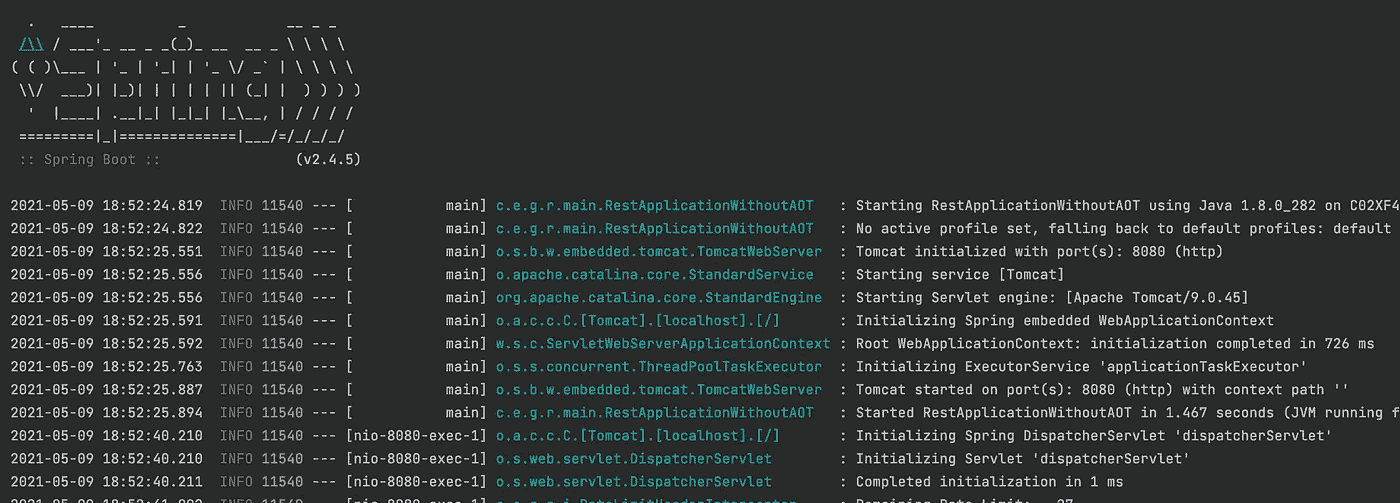 .   ____          _            __ _ _
 /\\ / ___'_ __ _ _(_)_ __  __ _ \ \ \ \
( ( )\___ | '_ | '_| | '_ \/ _` | \ \ \ \
 \\/  ___)| |_)| | | | | || (_| |  ) ) ) )
  '  |____| .__|_| |_|_| |_\__, | / / / /
 =========|_|==============|___/=/_/_/_/
 :: Spring Boot ::                (v2.4.5)
2021-05-09 18:52:24.819  INFO 11540 --- [           main] c.e.g.r.main.RestApplicationWithoutAOT   : Starting RestApplicationWithoutAOT using Java 1.8.0_282 on C02XF4
2021-05-09 18:52:24.822  INFO 11540 --- [           main] c.e.g.r.main.RestApplicationWithoutAOT   : No active profile set, falling back to default profiles: default
2021-05-09 18:52:25.551  INFO 11540 --- [           main] o.s.b.w.embedded.tomcat.TomcatWebServer  : Tomcat initialized with port(s): 8080 (http)
2021-05-09 18:52:25.556  INFO 11540 --- [           main] o.apache.catalina.core.StandardService   : Starting service [Tomcat]
2021-05-09 18:52:25.556  INFO 11540 --- [           main] org.apache.catalina.core.StandardEngine  : Starting Servlet engine: [Apache Tomcat/9.0.45]
2021-05-09 18:52:25.591  INFO 11540 --- [           main] o.a.c.c.C.[Tomcat].[localhost].[/]       : Initializing Spring embedded WebApplicationContext
2021-05-09 18:52:25.592  INFO 11540 --- [           main] w.s.c.ServletWebServerApplicationContext : Root WebApplicationContext: initialization completed in 726 ms
2021-05-09 18:52:25.763  INFO 11540 --- [           main] o.s.s.concurrent.ThreadPoolTaskExecutor  : Initializing ExecutorService 'applicationTaskExecutor'
2021-05-09 18:52:25.887  INFO 11540 --- [           main] o.s.b.w.embedded.tomcat.TomcatWebServer  : Tomcat started on port(s): 8080 (http) with context path ''
2021-05-09 18:52:25.894  INFO 11540 --- [           main] c.e.g.r.main.RestApplicationWithoutAOT   : Started RestApplicationWithoutAOT in 1.467 seconds (JVM running f
2021-05-09 18:52:40.210  INFO 11540 --- [nio-8080-exec-1] o.a.c.c.C.[Tomcat].[localhost].[/]       : Initializing Spring DispatcherServlet 'dispatcherServlet'
2021-05-09 18:52:40.210  INFO 11540 --- [nio-8080-exec-1] o.s.web.servlet.DispatcherServlet        : Initializing Servlet 'dispatcherServlet'
2021-05-09 18:52:40.211  INFO 11540 --- [nio-8080-exec-1] o.s.web.servlet.DispatcherServlet        : Completed initialization in 1 ms